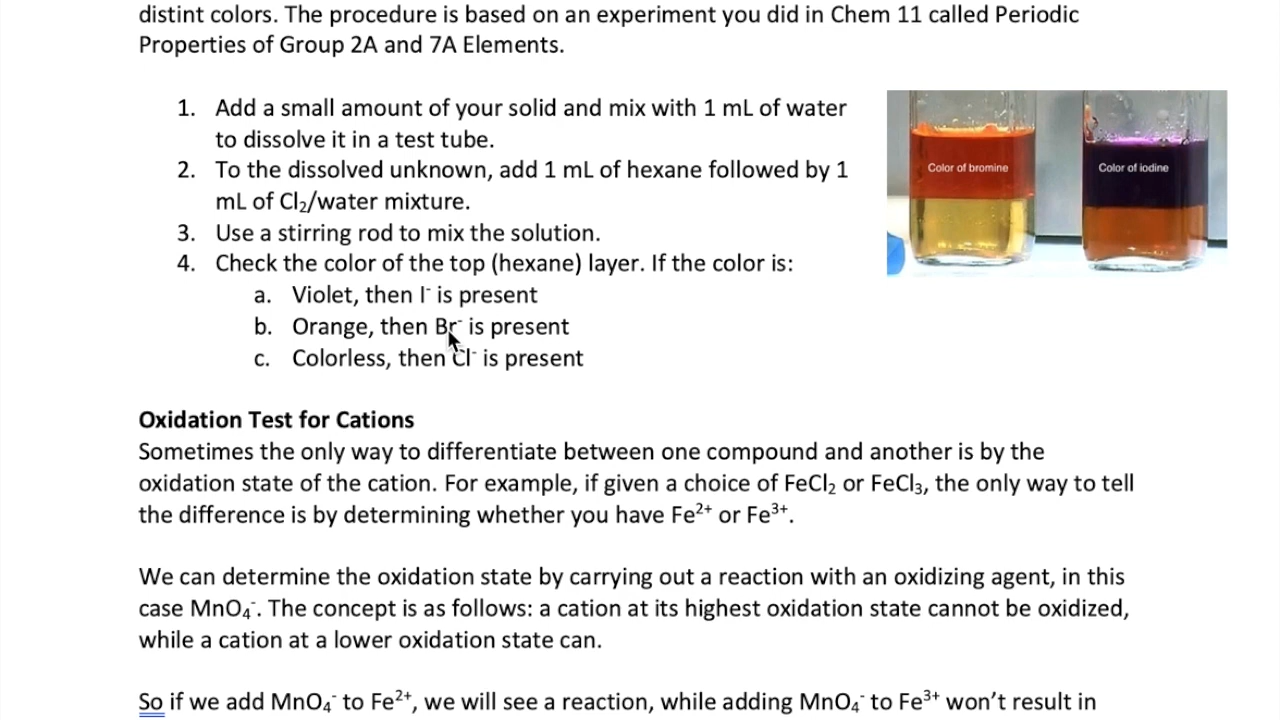 distint colors. The procedure is based on an experiment you did in Chem 11 called Periodic
Properties of Group 2A and 7A Elements.
1. Add a small amount of your solid and mix with 1 mL of water
to dissolve it in a test tube.
2. To the dissolved unknown, add 1 mL of hexane followed by 1
mL of Cl₂/water mixture.
3. Use a stirring rod to mix the solution.
4. Check the color of the top (hexane) layer. If the color is:
a. Violet, then I⁻ is present
b. Orange, then Br⁻ is present
c. Colorless, then Cl⁻ is present
Color of bromine
Color of iodine
Oxidation Test for Cations
Sometimes the only way to differentiate between one compound and another is by the
oxidation state of the cation. For example, if given a choice of FeCl₂ or FeCl₃, the only way to tell
the difference is by determining whether you have Fe²⁺ or Fe³⁺.
We can determine the oxidation state by carrying out a reaction with an oxidizing agent, in this
case MnO₄⁻. The concept is as follows: a cation at its highest oxidation state cannot be oxidized,
while a cation at a lower oxidation state can.
So if we add MnO₄⁻ to Fe²⁺, we will see a reaction, while adding MnO₄⁻ to Fe³⁺ won’t result in